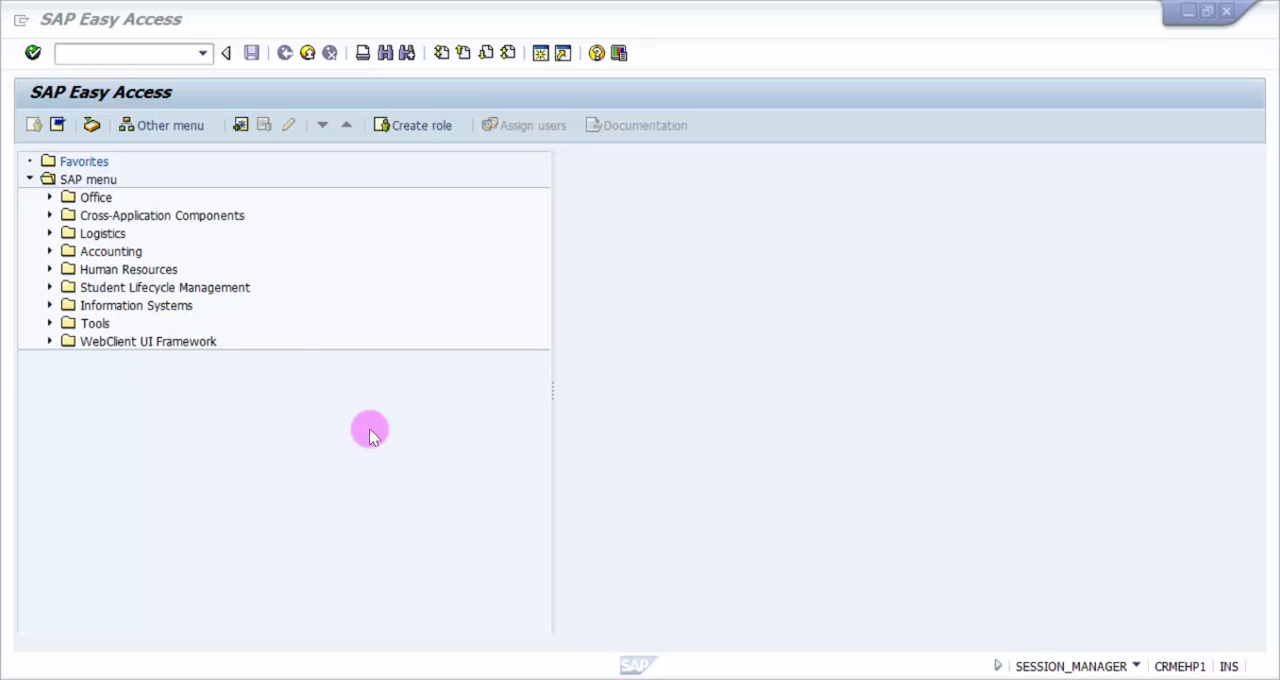 SAP Easy Access
SAP Easy Access
Other menu Create role Assign users Documentation
Favorites
SAP menu
Office
Cross-Application Components
Logistics
Accounting
Human Resources
Student Lifecycle Management
Information Systems
Tools
WebClient UI Framework
SAP SESSION_MANAGER CRMEHP1 INS